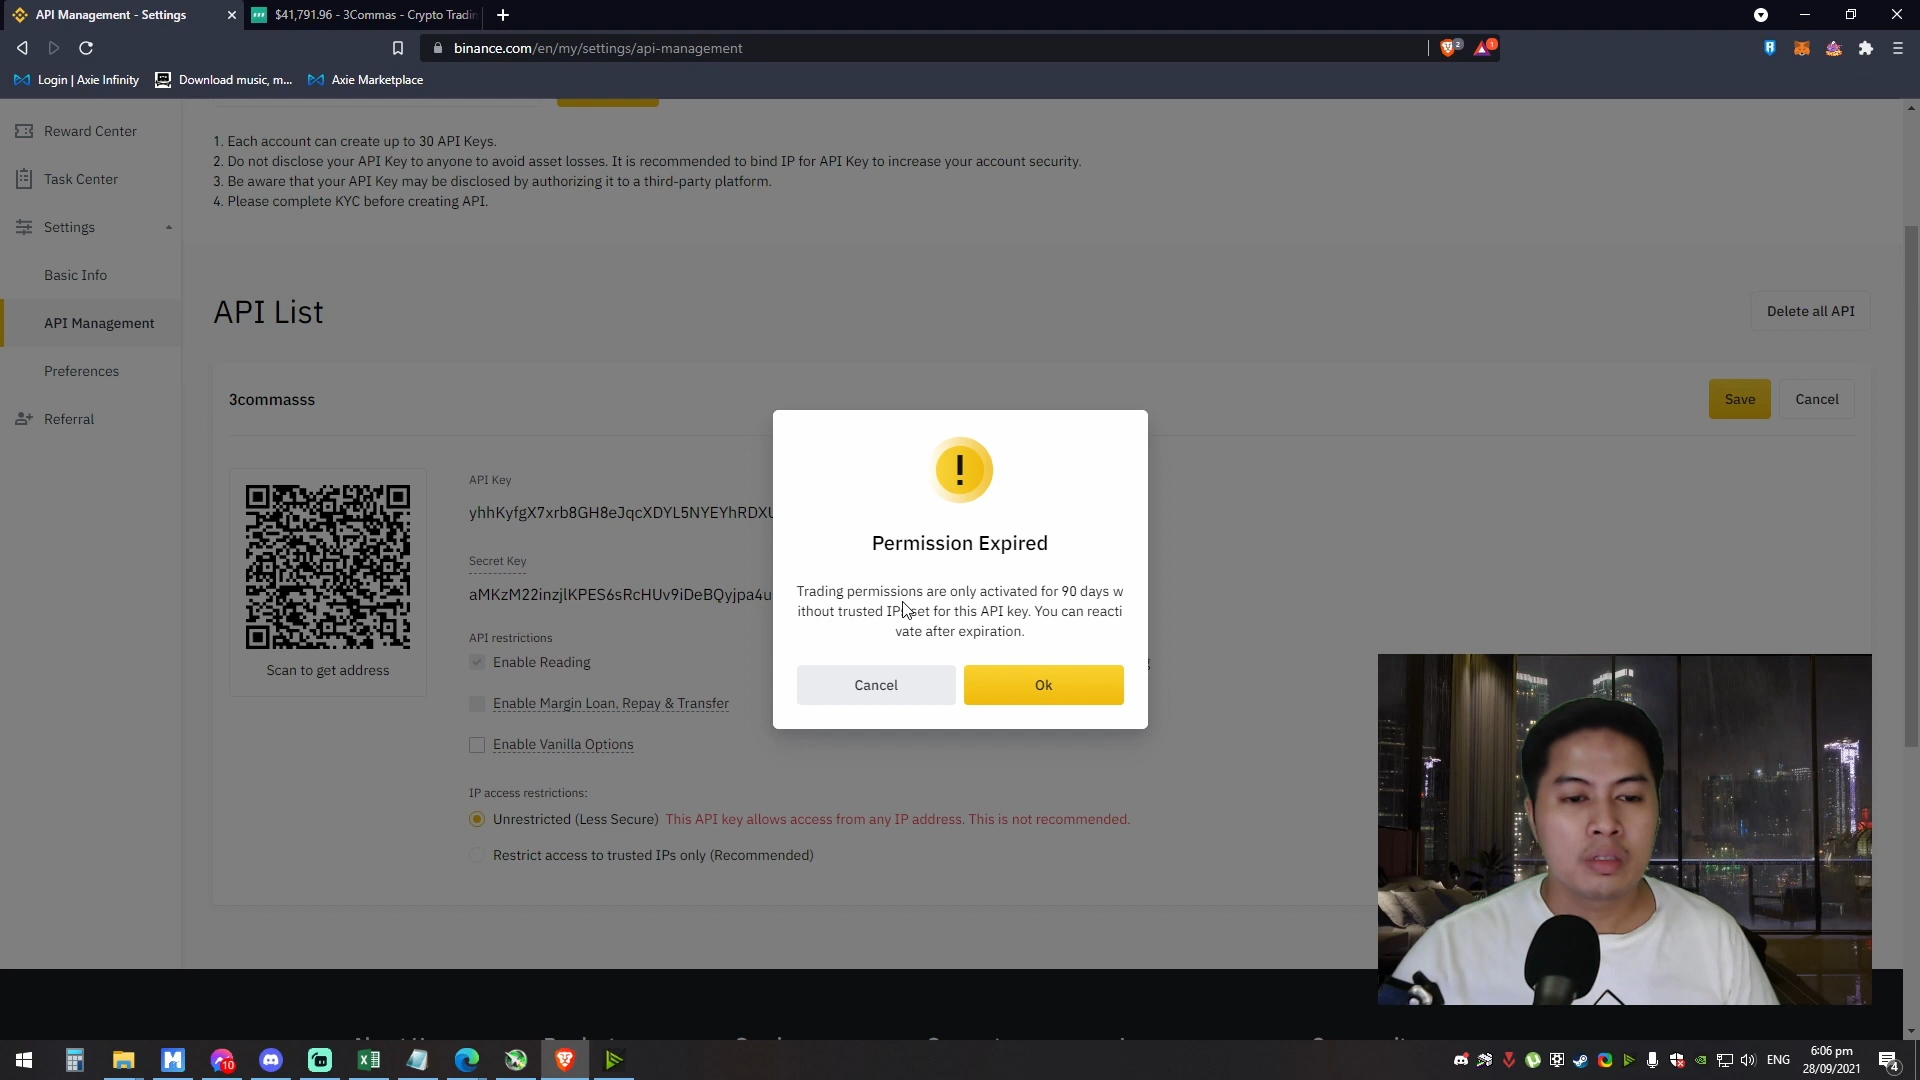 API Management - Settings
$41,791.96 - 3Commas - Crypto Tradin
binance.com/en/my/settings/api-management
2
1
Login | Axie Infinity
Download music, m...
Axie Marketplace
Reward Center
Task Center
Settings
Basic Info
API Management
Preferences
Referral
1. Each account can create up to 30 API Keys.
2. Do not disclose your API Key to anyone to avoid asset losses. It is recommended to bind IP for API Key to increase your account security.
3. Be aware that your API Key may be disclosed by authorizing it to a third-party platform.
4. Please complete KYC before creating API.
API List
Delete all API
3commasss
Save
Cancel
API Key
yhhKyfgX7xrb8GH8eJqcXDYL5NYEYhRDXU
Secret Key
aMKzM22inzjlKPES6sRcHUv9iDeBQyjpa4u
API restrictions
Enable Reading
Enable Margin Loan, Repay & Transfer
Enable Vanilla Options
Scan to get address
IP access restrictions:
Unrestricted (Less Secure) This API key allows access from any IP address. This is not recommended.
Restrict access to trusted IPs only (Recommended)
Permission Expired
Trading permissions are only activated for 90 days w
ithout trusted IP set for this API key. You can reacti
vate after expiration.
Cancel
Ok
10
ENG
6:06 pm
28/09/2021
4